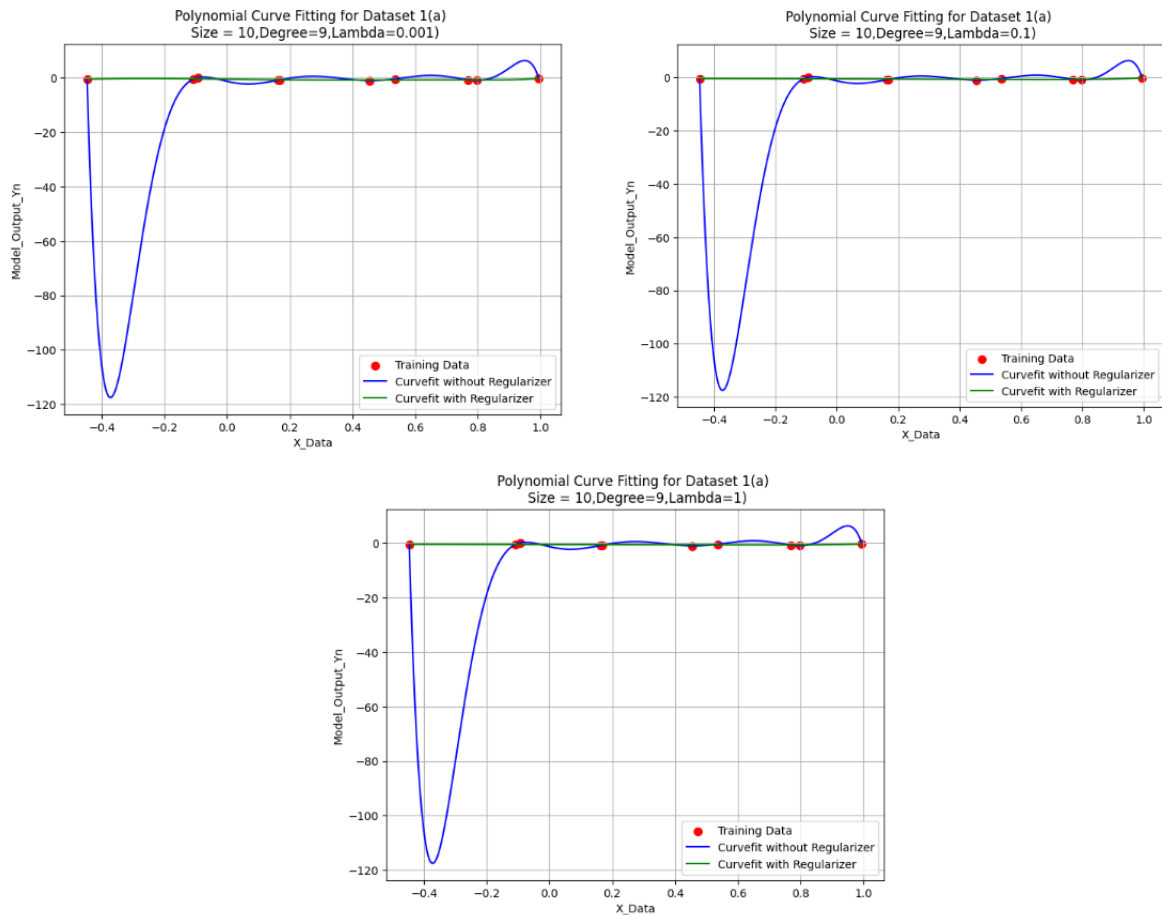 Polynomial Curve Fitting for Dataset 1(a)
Size = 10,Degree=9,Lambda=0.001)
0
−20
−40
−60
−80
−100
−120
Model_Output_Yn
Training Data
Curvefit without Regularizer
Curvefit with Regularizer
−0.4 −0.2 0.0 0.2 0.4 0.6 0.8 1.0
X_Data
Polynomial Curve Fitting for Dataset 1(a)
Size = 10,Degree=9,Lambda=0.1)
0
−20
−40
−60
−80
−100
−120
Model_Output_Yn
Training Data
Curvefit without Regularizer
Curvefit with Regularizer
−0.4 −0.2 0.0 0.2 0.4 0.6 0.8 1.0
X_Data
Polynomial Curve Fitting for Dataset 1(a)
Size = 10,Degree=9,Lambda=1)
0
−20
−40
−60
−80
−100
−120
Model_Output_Yn
Training Data
Curvefit without Regularizer
Curvefit with Regularizer
−0.4 −0.2 0.0 0.2 0.4 0.6 0.8 1.0
X_Data